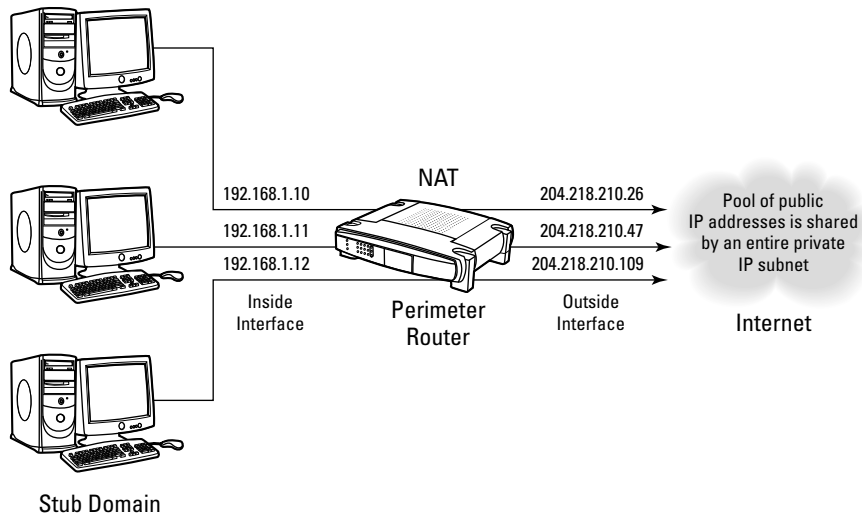 NAT
192.168.1.10
204.218.210.26
192.168.1.11
204.218.210.47
192.168.1.12
204.218.210.109
Inside
Interface
Perimeter
Router
Outside
Interface
Pool of public
IP addresses is shared
by an entire private
IP subnet
Internet
Stub Domain